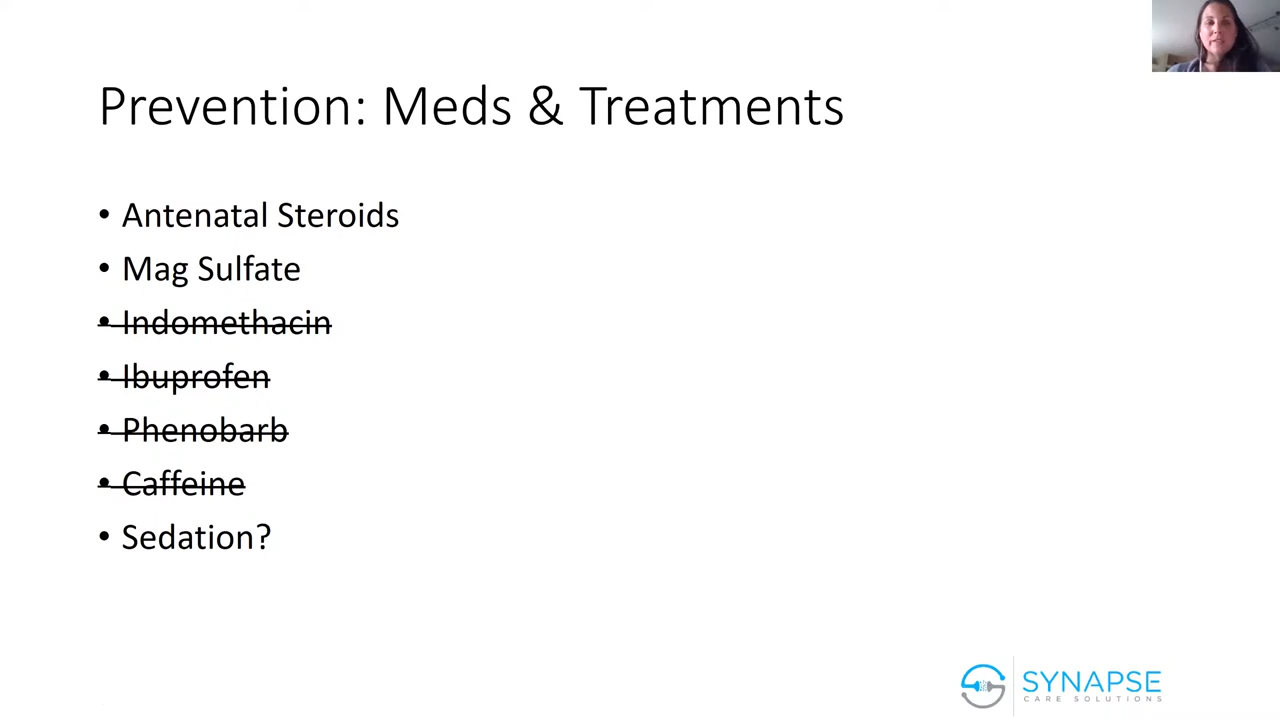 Prevention: Meds & Treatments
• Antenatal Steroids
• Mag Sulfate
• Indomethacin
• Ibuprofen
• Phenobarb
• Caffeine
• Sedation?
SYNAPSE
CARE SOLUTIONS